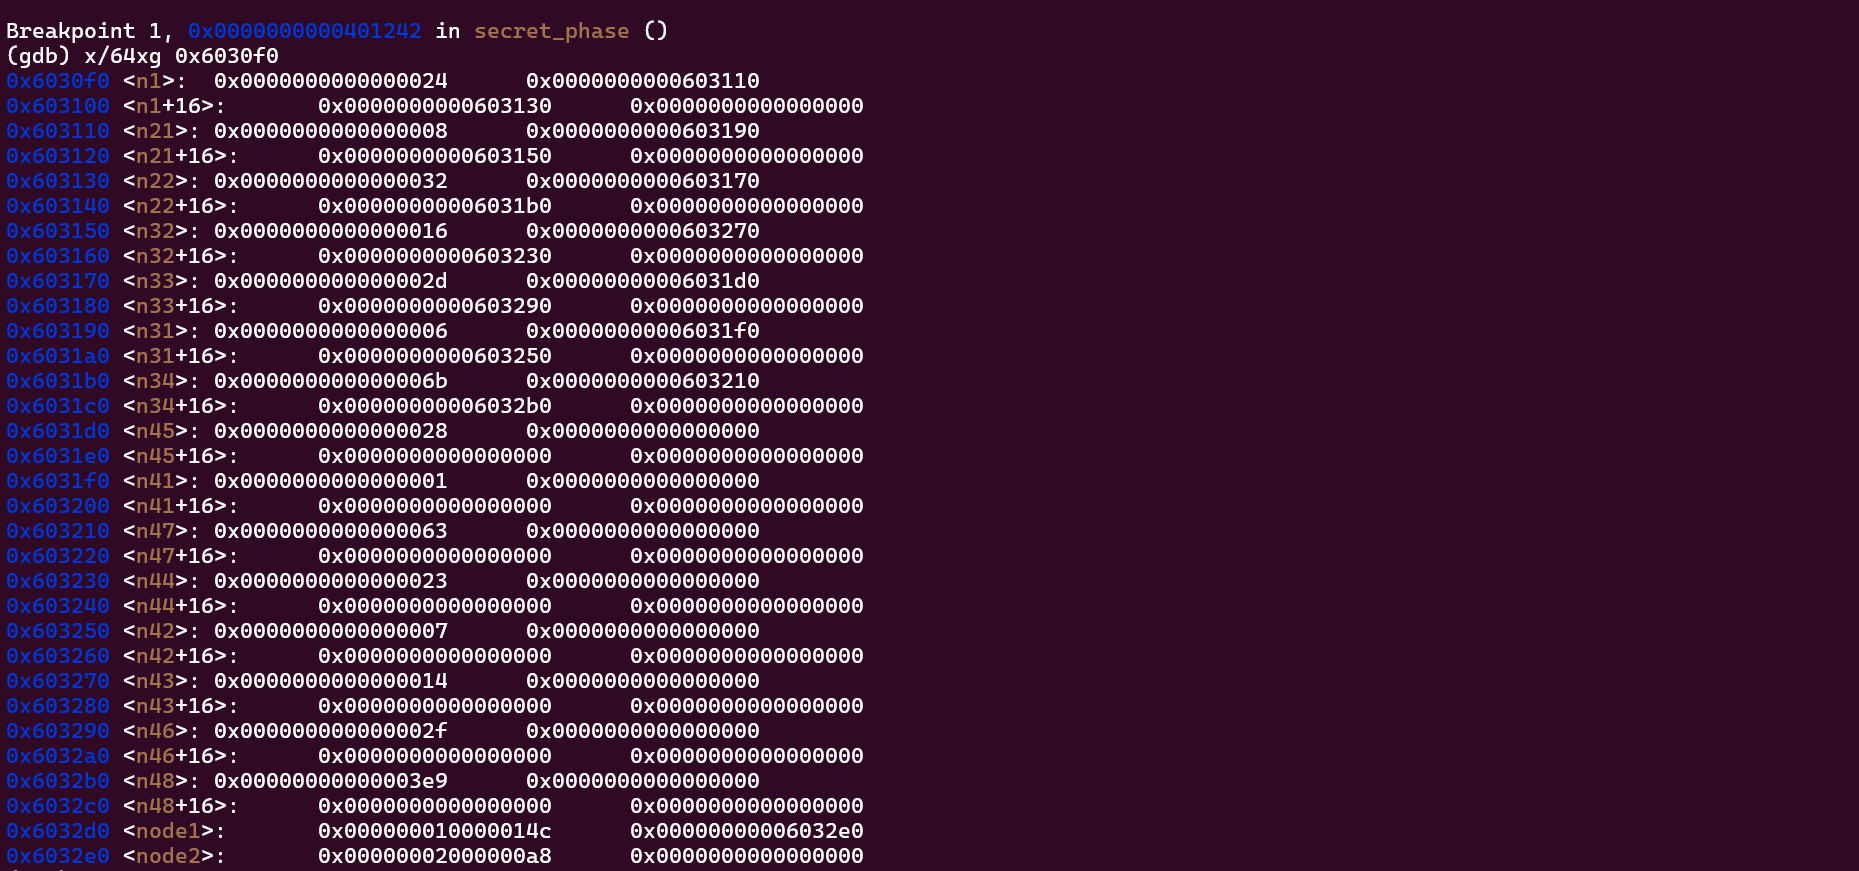 Breakpoint 1, 0x0000000000401242 in secret_phase ()
(gdb) x/64xg 0x6030f0
0x6030f0 <n1>:  0x0000000000000024      0x0000000000603110
0x603100 <n1+16>:       0x0000000000603130      0x0000000000000000
0x603110 <n21>: 0x0000000000000008      0x0000000000603190
0x603120 <n21+16>:      0x0000000000603150      0x0000000000000000
0x603130 <n22>: 0x0000000000000032      0x0000000000603170
0x603140 <n22+16>:      0x00000000006031b0      0x0000000000000000
0x603150 <n32>: 0x0000000000000016      0x0000000000603270
0x603160 <n32+16>:      0x0000000000603230      0x0000000000000000
0x603170 <n33>: 0x000000000000002d      0x00000000006031d0
0x603180 <n33+16>:      0x0000000000603290      0x0000000000000000
0x603190 <n31>: 0x0000000000000006      0x00000000006031f0
0x6031a0 <n31+16>:      0x0000000000603250      0x0000000000000000
0x6031b0 <n34>: 0x000000000000006b      0x0000000000603210
0x6031c0 <n34+16>:      0x00000000006032b0      0x0000000000000000
0x6031d0 <n45>: 0x0000000000000028      0x0000000000000000
0x6031e0 <n45+16>:      0x0000000000000000      0x0000000000000000
0x6031f0 <n41>: 0x0000000000000001      0x0000000000000000
0x603200 <n41+16>:      0x0000000000000000      0x0000000000000000
0x603210 <n47>: 0x0000000000000063      0x0000000000000000
0x603220 <n47+16>:      0x0000000000000000      0x0000000000000000
0x603230 <n44>: 0x0000000000000023      0x0000000000000000
0x603240 <n44+16>:      0x0000000000000000      0x0000000000000000
0x603250 <n42>: 0x0000000000000007      0x0000000000000000
0x603260 <n42+16>:      0x0000000000000000      0x0000000000000000
0x603270 <n43>: 0x0000000000000014      0x0000000000000000
0x603280 <n43+16>:      0x0000000000000000      0x0000000000000000
0x603290 <n46>: 0x000000000000002f      0x0000000000000000
0x6032a0 <n46+16>:      0x0000000000000000      0x0000000000000000
0x6032b0 <n48>: 0x00000000000003e9      0x0000000000000000
0x6032c0 <n48+16>:      0x0000000000000000      0x0000000000000000
0x6032d0 <node1>:       0x000000010000014c      0x00000000006032e0
0x6032e0 <node2>:       0x00000002000000a8      0x0000000000000000